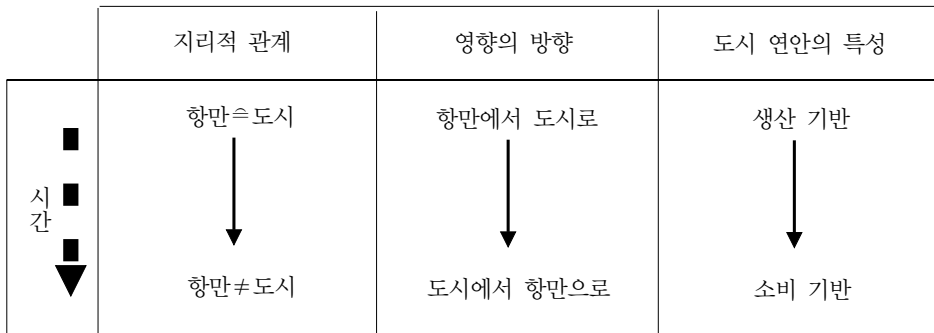 지리적 관계 영향의 방향 도시 연안의 특성
항만≒도시 항만에서 도시로 생산 기반
시간
항만≠도시 도시에서 항만으로 소비 기반